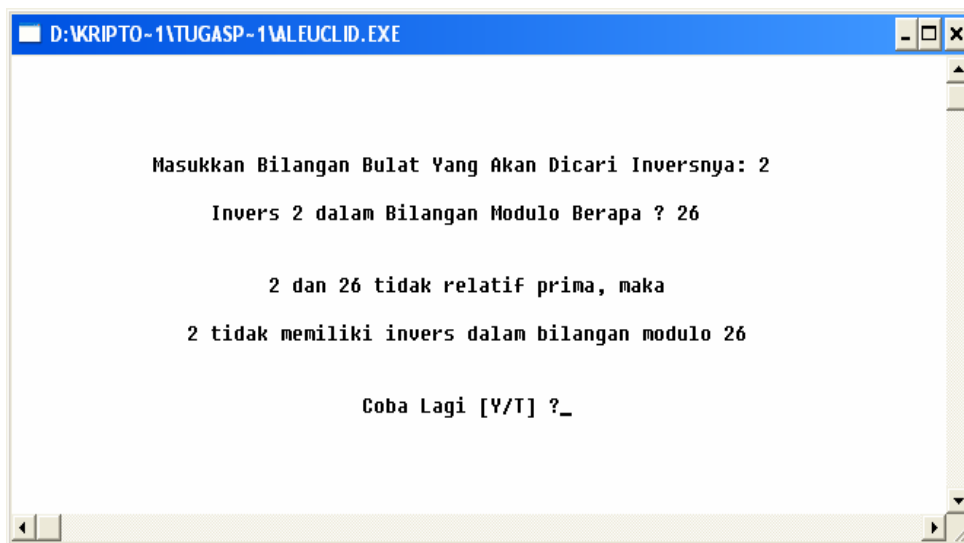 D:\KRIPTO~1\TUGASP~1\ALEUCLID.EXE
Masukkan Bilangan Bulat Yang Akan Dicari Inversnya: 2
Invers 2 dalam Bilangan Modulo Berapa ? 26
2 dan 26 tidak relatif prima, maka
2 tidak memiliki invers dalam bilangan modulo 26
Coba Lagi [Y/T] ?_